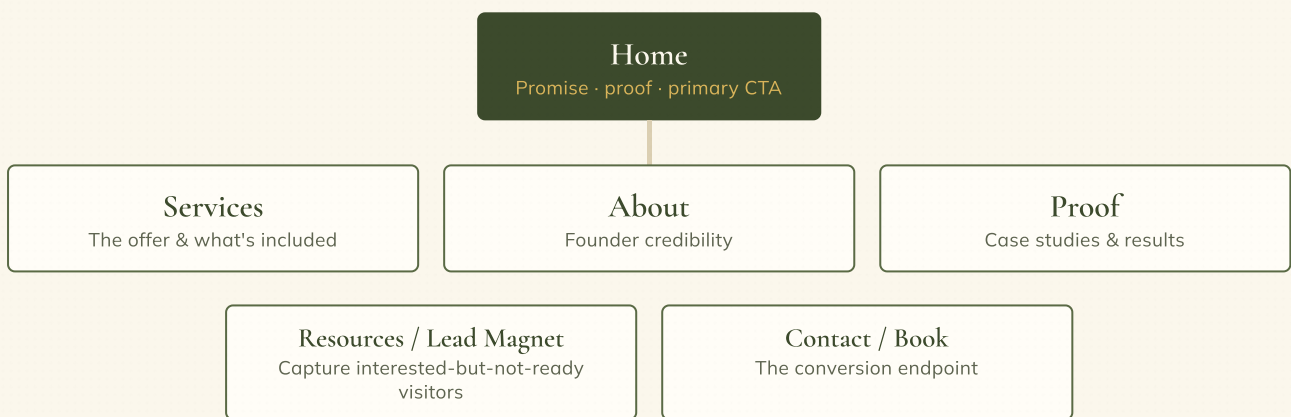 Home
Promise · proof · primary CTA
Services
The offer & what's included
About
Founder credibility
Proof
Case studies & results
Resources / Lead Magnet
Capture interested-but-not-ready
visitors
Contact / Book
The conversion endpoint